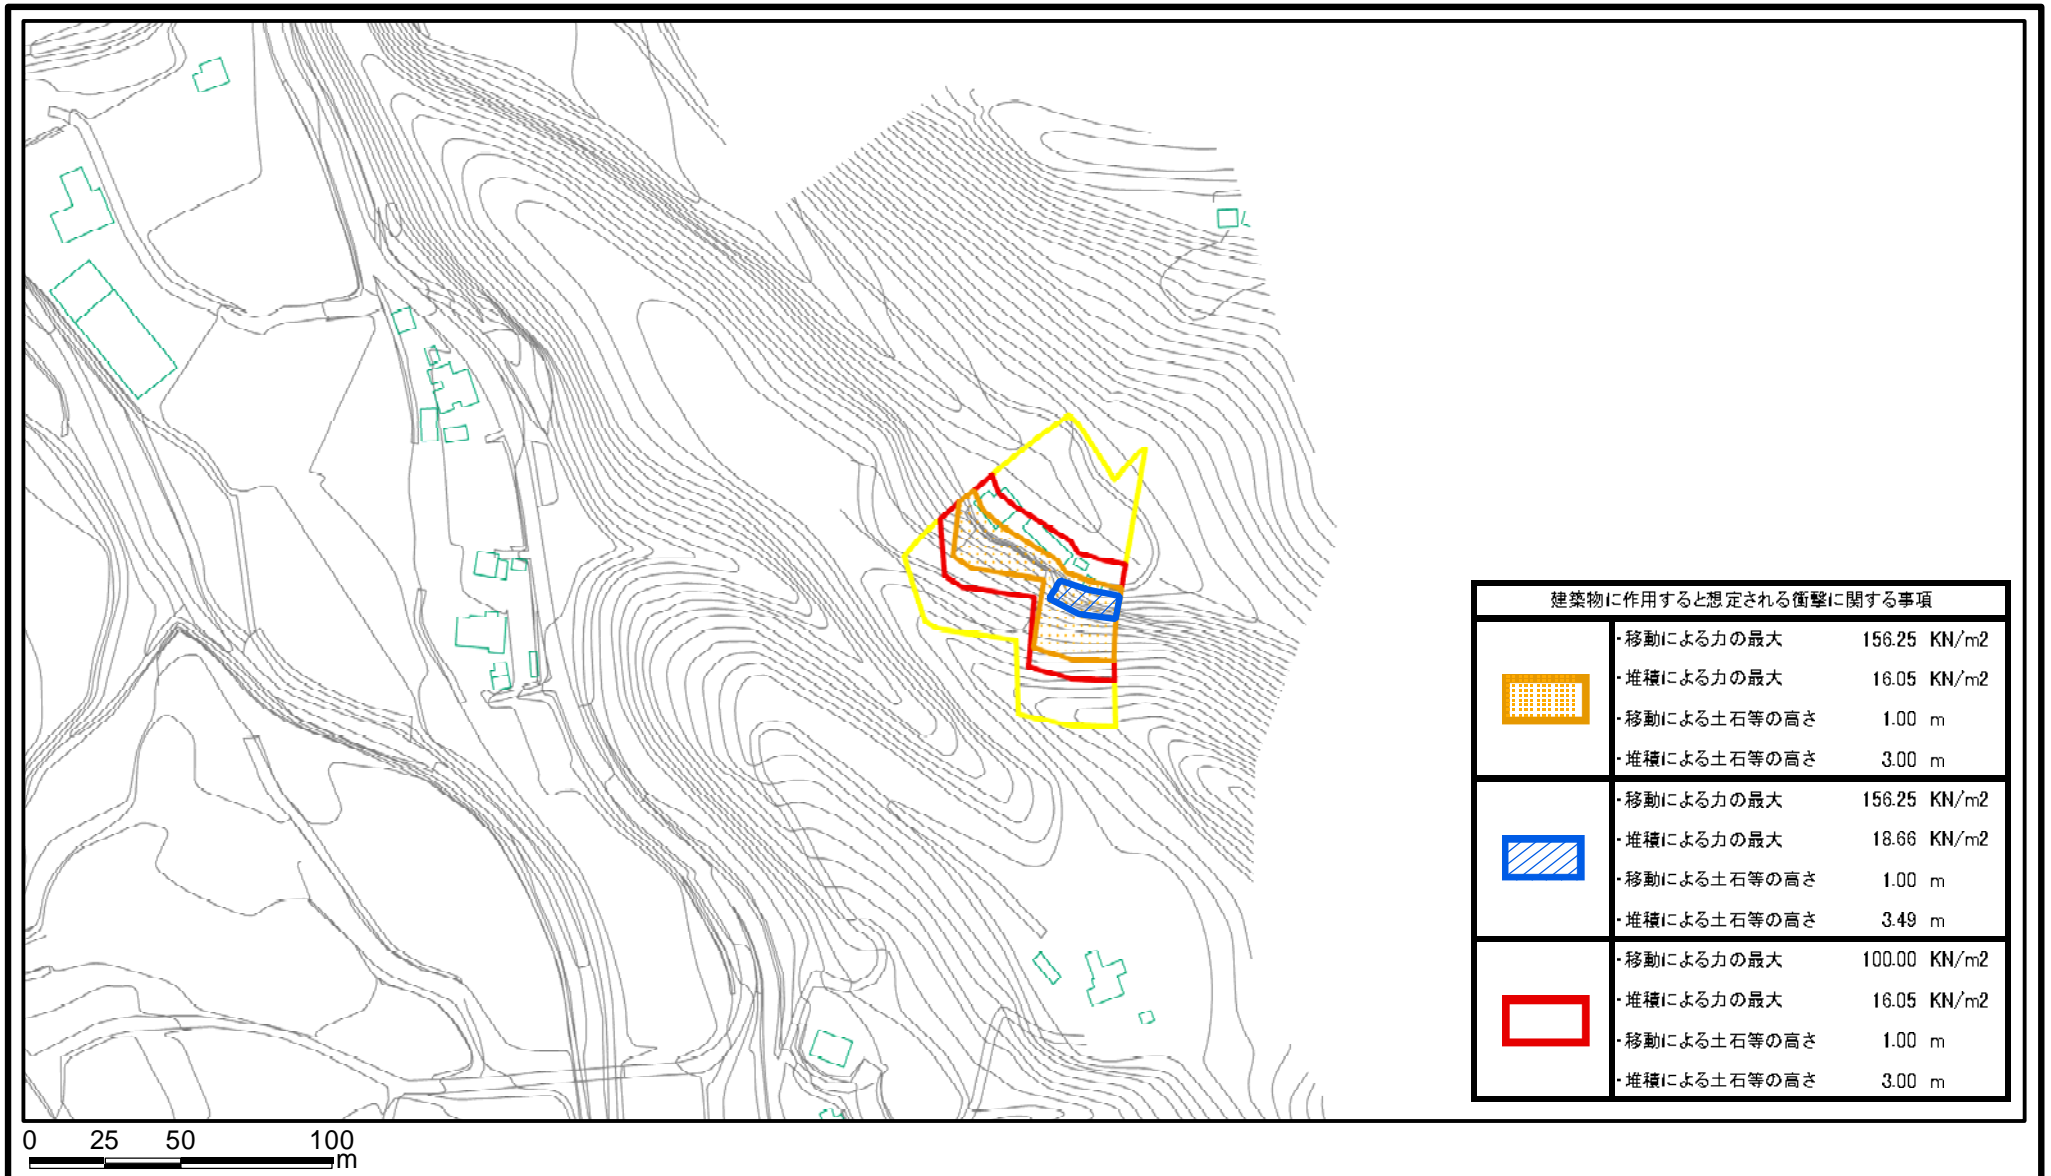 建築物に作用すると想定される衝撃に関する事項
・移動による力の最大 156.25 KN/m2
・堆積による力の最大 16.05 KN/m2
・移動による土石等の高さ 1.00 m
・堆積による土石等の高さ 3.00 m
・移動による力の最大 156.25 KN/m2
・堆積による力の最大 18.66 KN/m2
・移動による土石等の高さ 1.00 m
・堆積による土石等の高さ 3.49 m
・移動による力の最大 100.00 KN/m2
・堆積による力の最大 16.05 KN/m2
・移動による土石等の高さ 1.00 m
・堆積による土石等の高さ 3.00 m
0 25 50 100
m